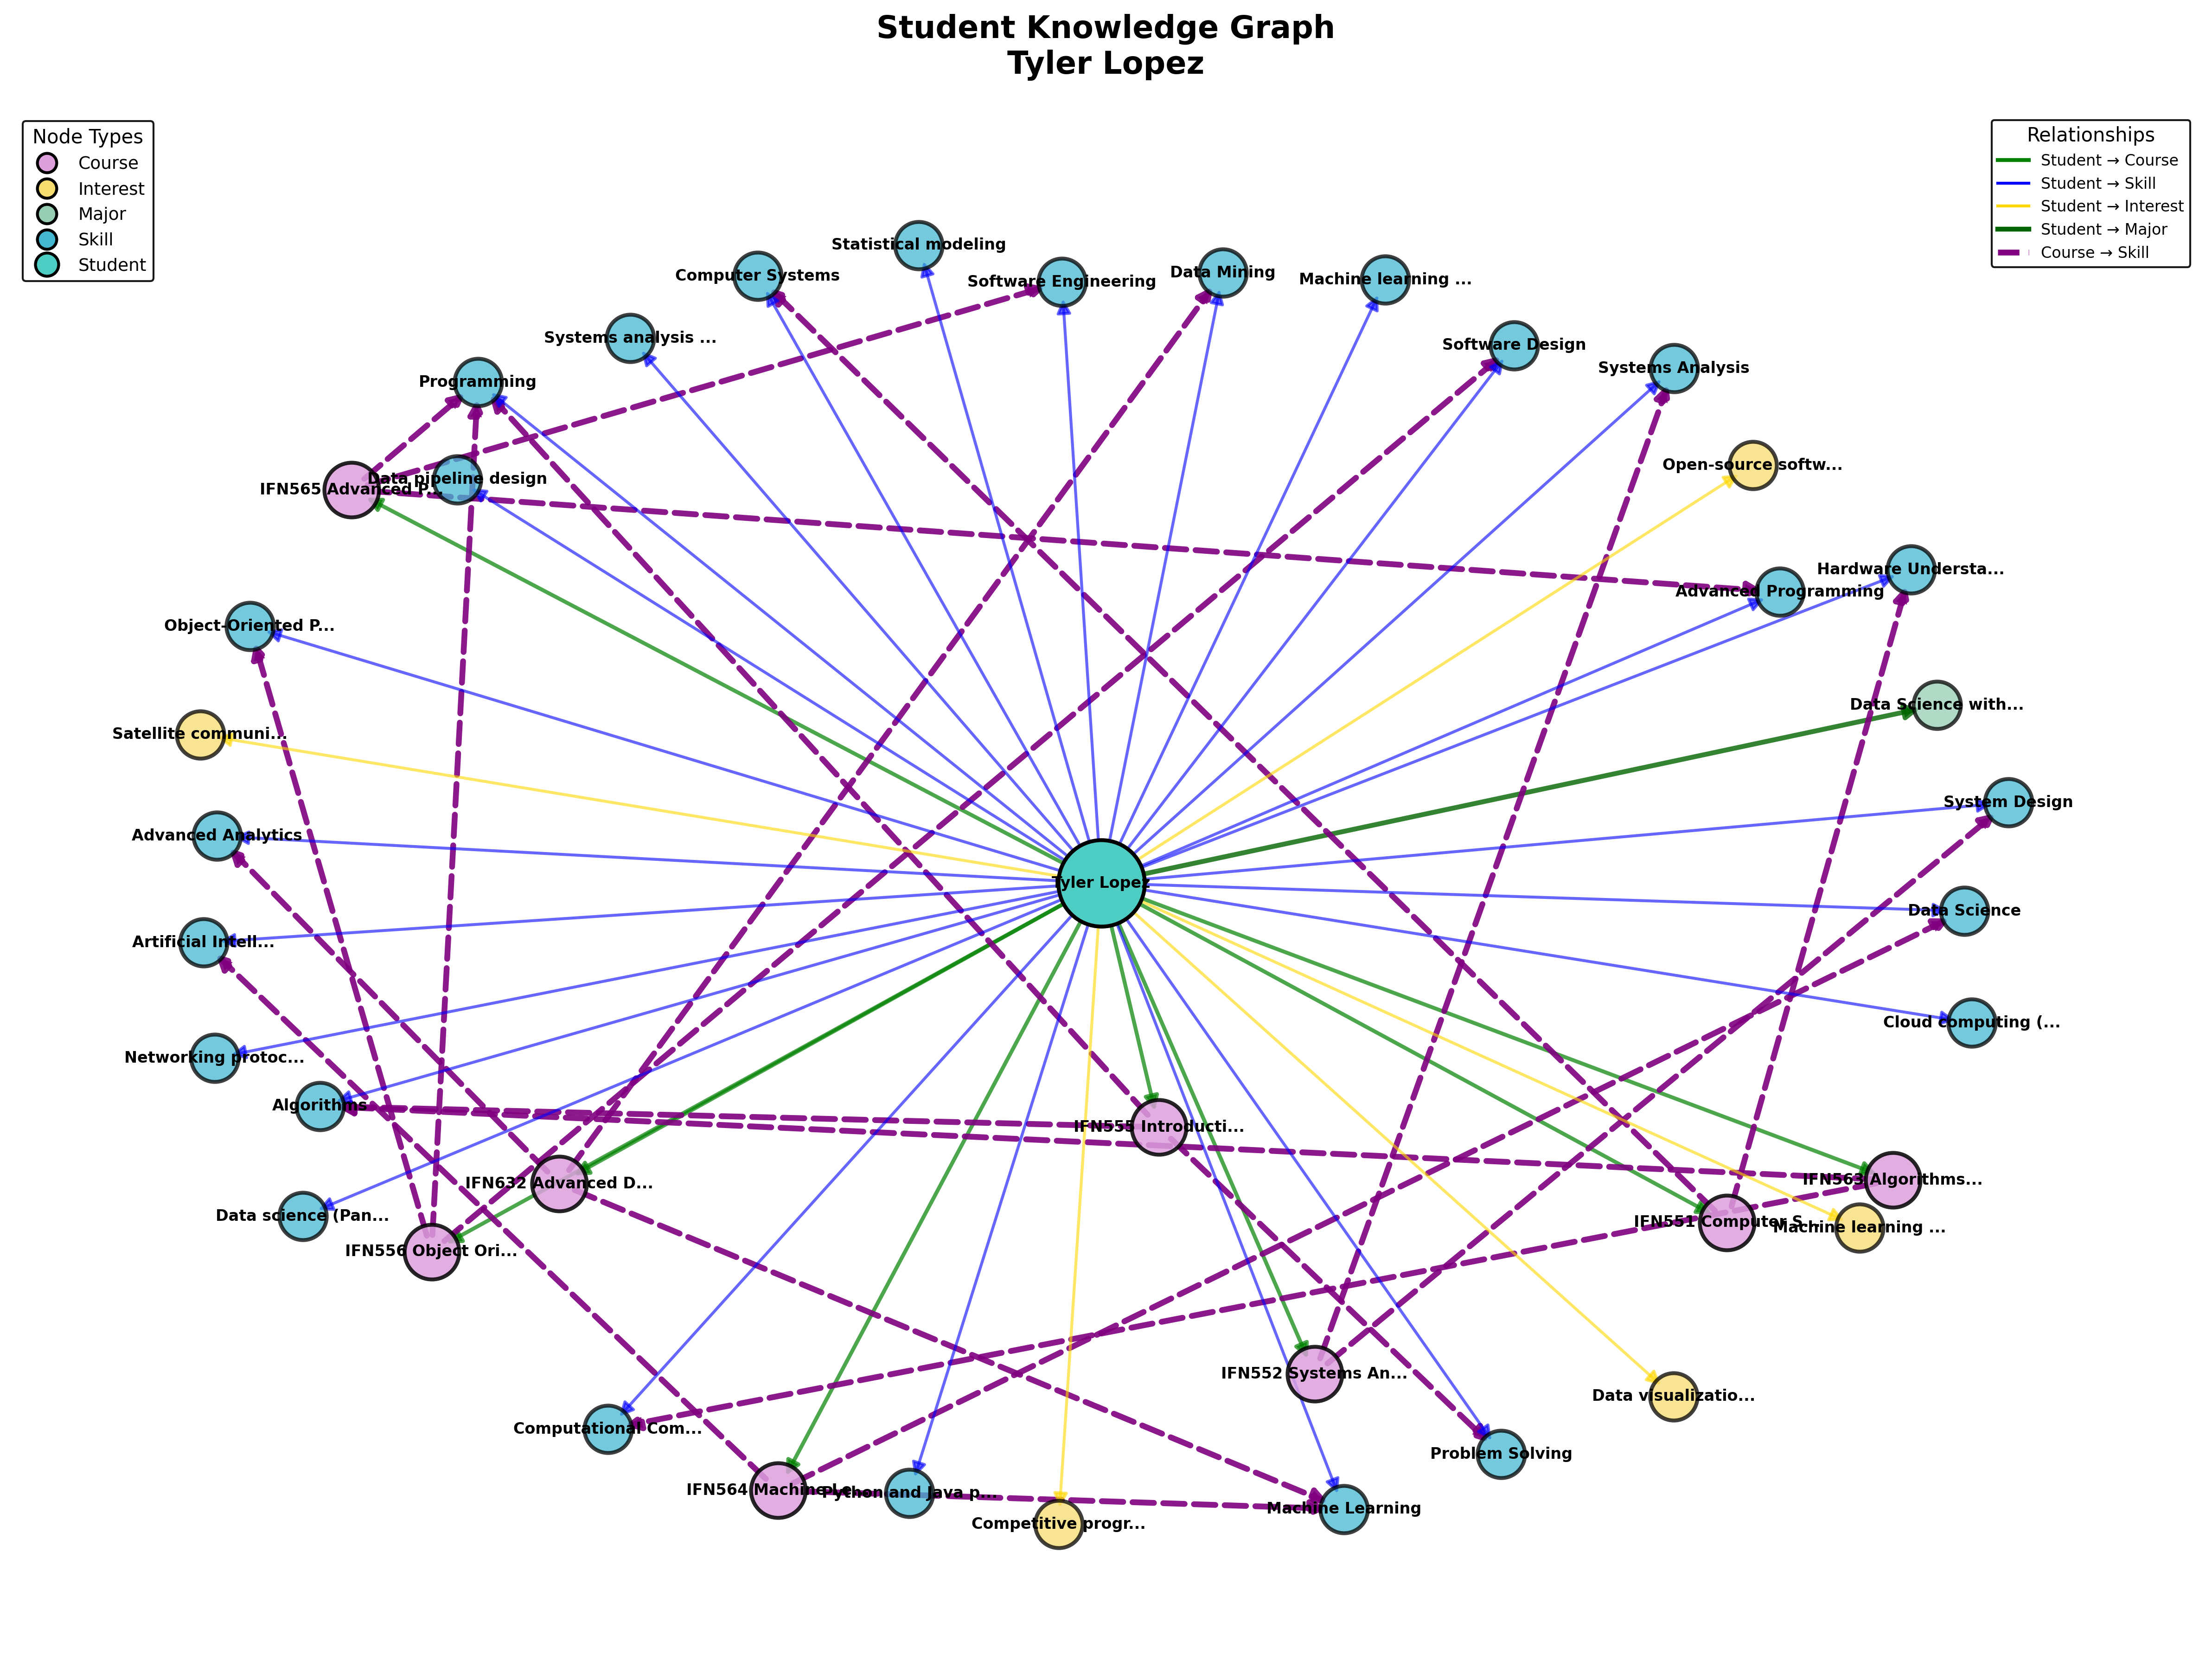 Student Knowledge Graph
Tyler Lopez
Node Types
Course
Interest
Major
Skill
Student
Relationships
Student → Course
Student → Skill
Student → Interest
Student → Major
Course → Skill
Statistical modeling
Computer Systems
Software Engineering
Data Mining
Machine learning ...
Systems analysis ...
Software Design
Systems Analysis
Programming
Open-source softw...
Data pipeline design
IFN565 Advanced P...
Hardware Understa...
Advanced Programming
Object-Oriented P...
Data Science with...
Satellite communi...
System Design
Advanced Analytics
Tyler Lopez
Data Science
Artificial Intell...
Cloud computing (...
Networking protoc...
Algorithms
IFN555 Introducti...
IFN632 Advanced D...
IFN563 Algorithms...
Data science (Pan...
IFN551 Computer S...
Machine learning ...
IFN556 Object Ori...
IFN552 Systems An...
Data visualizatio...
Computational Com...
Problem Solving
IFN564 Machine Le...
Python and Java p...
Machine Learning
Competitive progr...